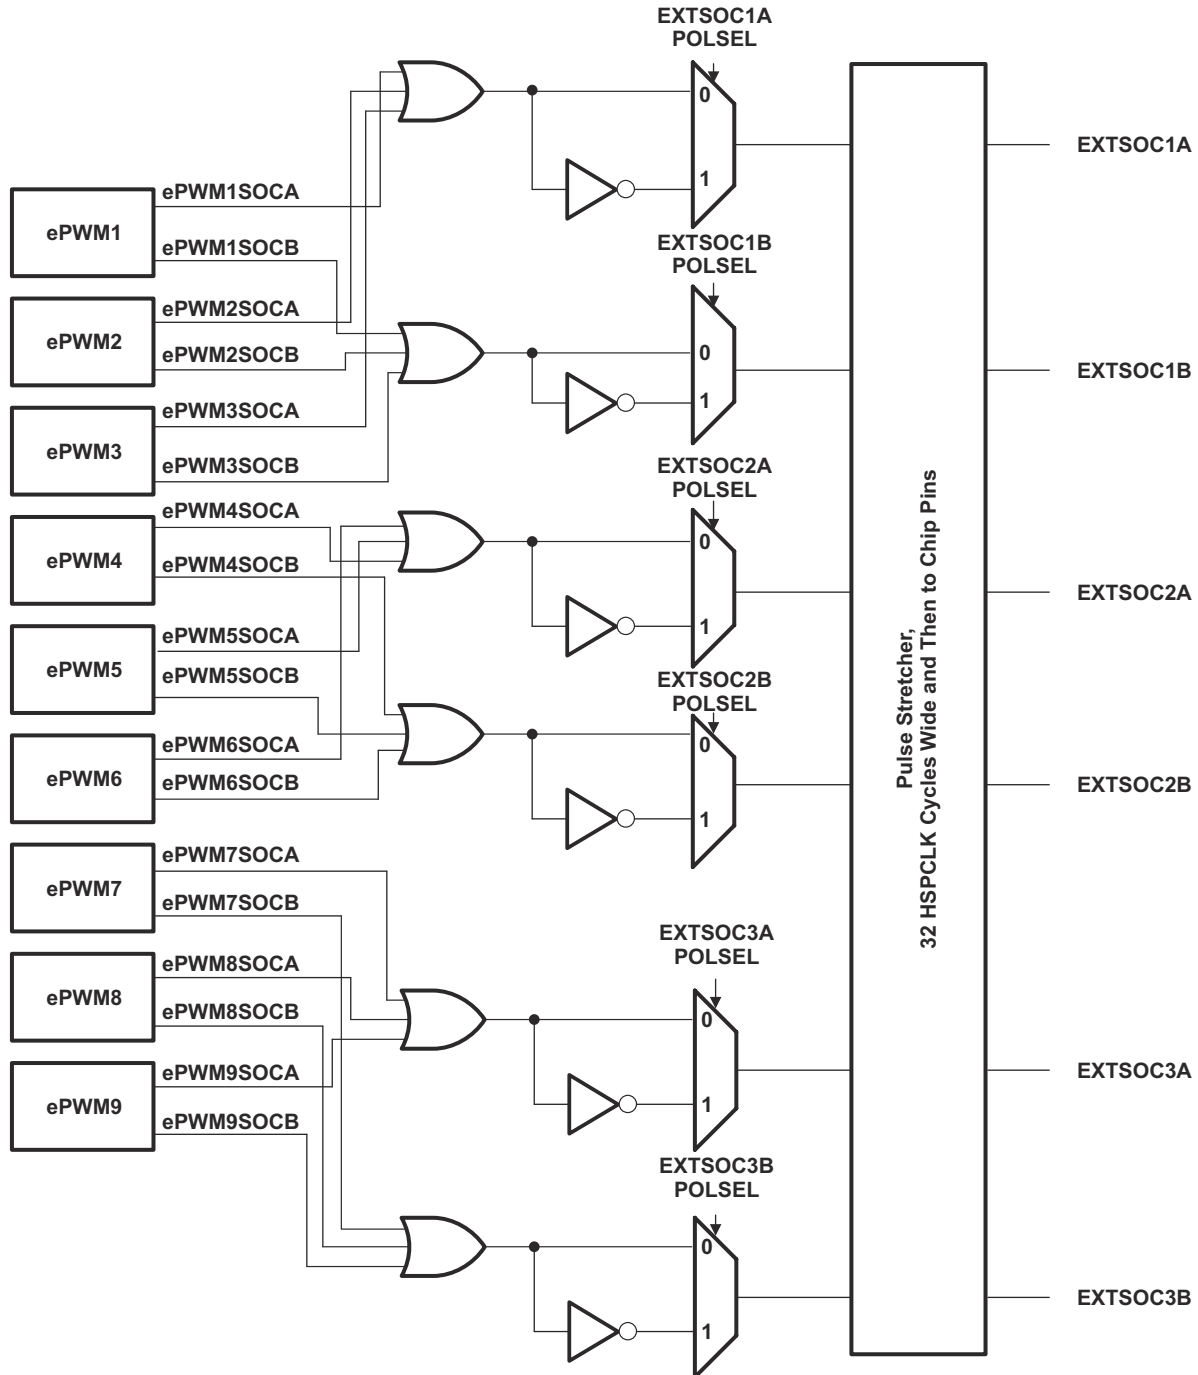 EXTSOC1A
POLSEL
0
1
EXTSOC1A
ePWM1
ePWM1SOCA
ePWM1SOCB
EXTSOC1B
POLSEL
0
1
EXTSOC1B
ePWM2
ePWM2SOCA
ePWM2SOCB
ePWM3
ePWM3SOCA
ePWM3SOCB
EXTSOC2A
POLSEL
0
1
EXTSOC2A
ePWM4
ePWM4SOCA
ePWM4SOCB
ePWM5
ePWM5SOCA
ePWM5SOCB
EXTSOC2B
POLSEL
0
1
EXTSOC2B
ePWM6
ePWM6SOCA
ePWM6SOCB
Pulse Stretcher,
32 HSPCLK Cycles Wide and Then to Chip Pins
ePWM7
ePWM7SOCA
ePWM7SOCB
EXTSOC3A
POLSEL
0
1
EXTSOC3A
ePWM8
ePWM8SOCA
ePWM8SOCB
ePWM9
ePWM9SOCA
ePWM9SOCB
EXTSOC3B
POLSEL
0
1
EXTSOC3B